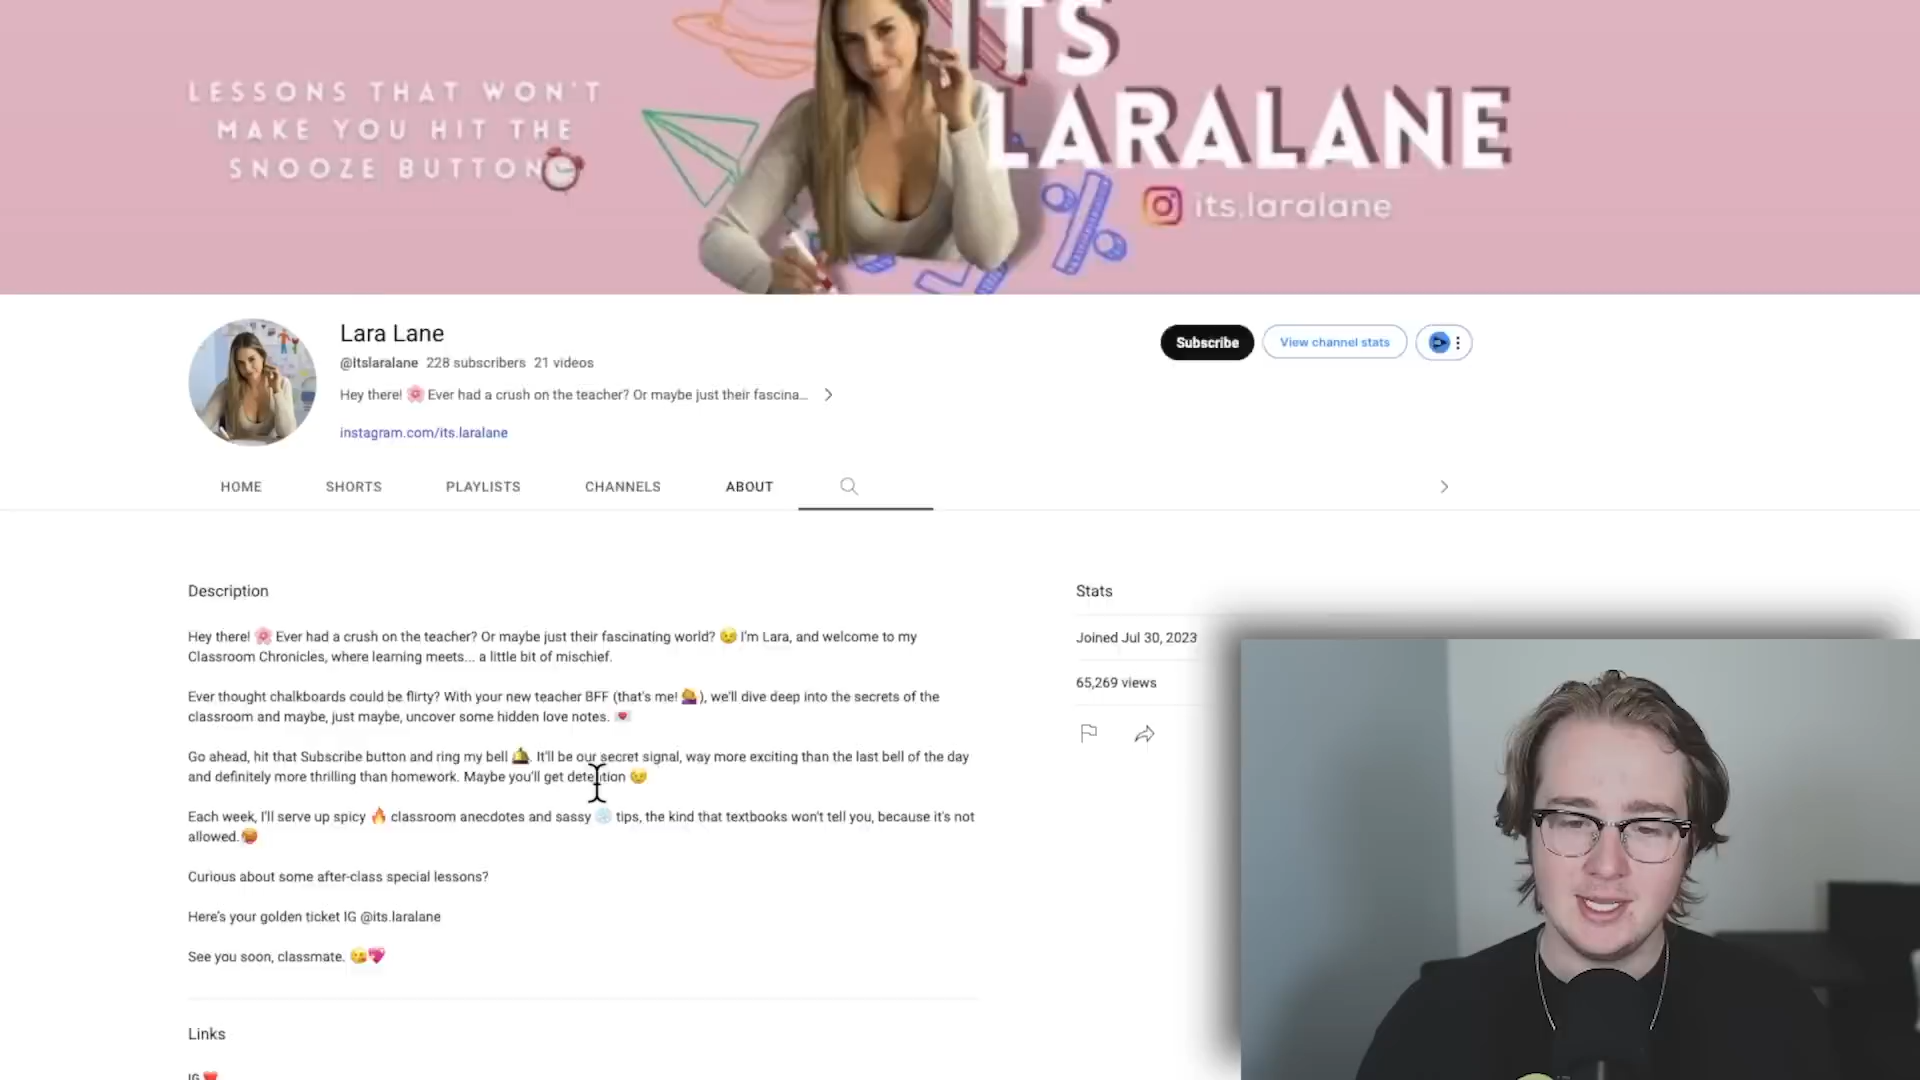 ITS
LESSONS THAT WON'T
MAKE YOU HIT THE
SNOOZE BUTTON
LARALANE
its.laralane
Lara Lane
@Itslaralane 228 subscribers 21 videos
Hey there! 🌸 Ever had a crush on the teacher? Or maybe just their fascina...
instagram.com/its.laralane
Subscribe
View channel stats
HOME SHORTS PLAYLISTS CHANNELS ABOUT
Description
Hey there! 🌸 Ever had a crush on the teacher? Or maybe just their fascinating world? 😉 I'm Lara, and welcome to my
Classroom Chronicles, where learning meets... a little bit of mischief.
Ever thought chalkboards could be flirty? With your new teacher BFF (that's me! 🙋‍♀️), we'll dive deep into the secrets of the
classroom and maybe, just maybe, uncover some hidden love notes. 💌
Go ahead, hit that Subscribe button and ring my bell 🛎️. It'll be our secret signal, way more exciting than the last bell of the day
and definitely more thrilling than homework. Maybe you'll get detention 😉
Each week, I'll serve up spicy 🔥 classroom anecdotes and sassy ❄️ tips, the kind that textbooks won't tell you, because it's not
allowed.🥵
Curious about some after-class special lessons?
Here's your golden ticket IG @its.laralane
See you soon, classmate. 😘💖
Links
IG ❤️
Stats
Joined Jul 30, 2023
65,269 views